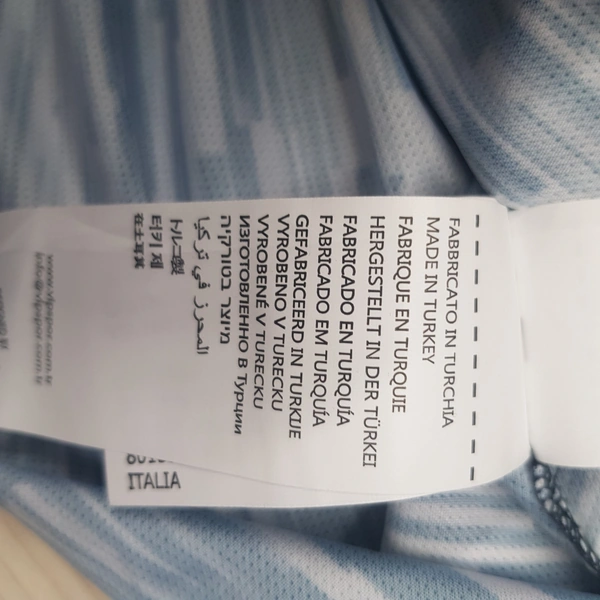 FABBRICATO IN TURCHIA
MADE IN TURKEY
FABRIQUE EN TURQUIE
HERGESTELLT IN DER TÜRKEI
FABRICADO EN TURQUÍA
FABRICADO EM TURQUÍA
GEFABRICEERD IN TURKIJE
VYROBENO V TURECKU
VYROBENÉ V TURECKU
ИЗГОТОВЛЕННО В Турции
מיוצר בטורקיה
المحرز في تركيا
トルコ製
터키 제
在土耳其
ITALIA